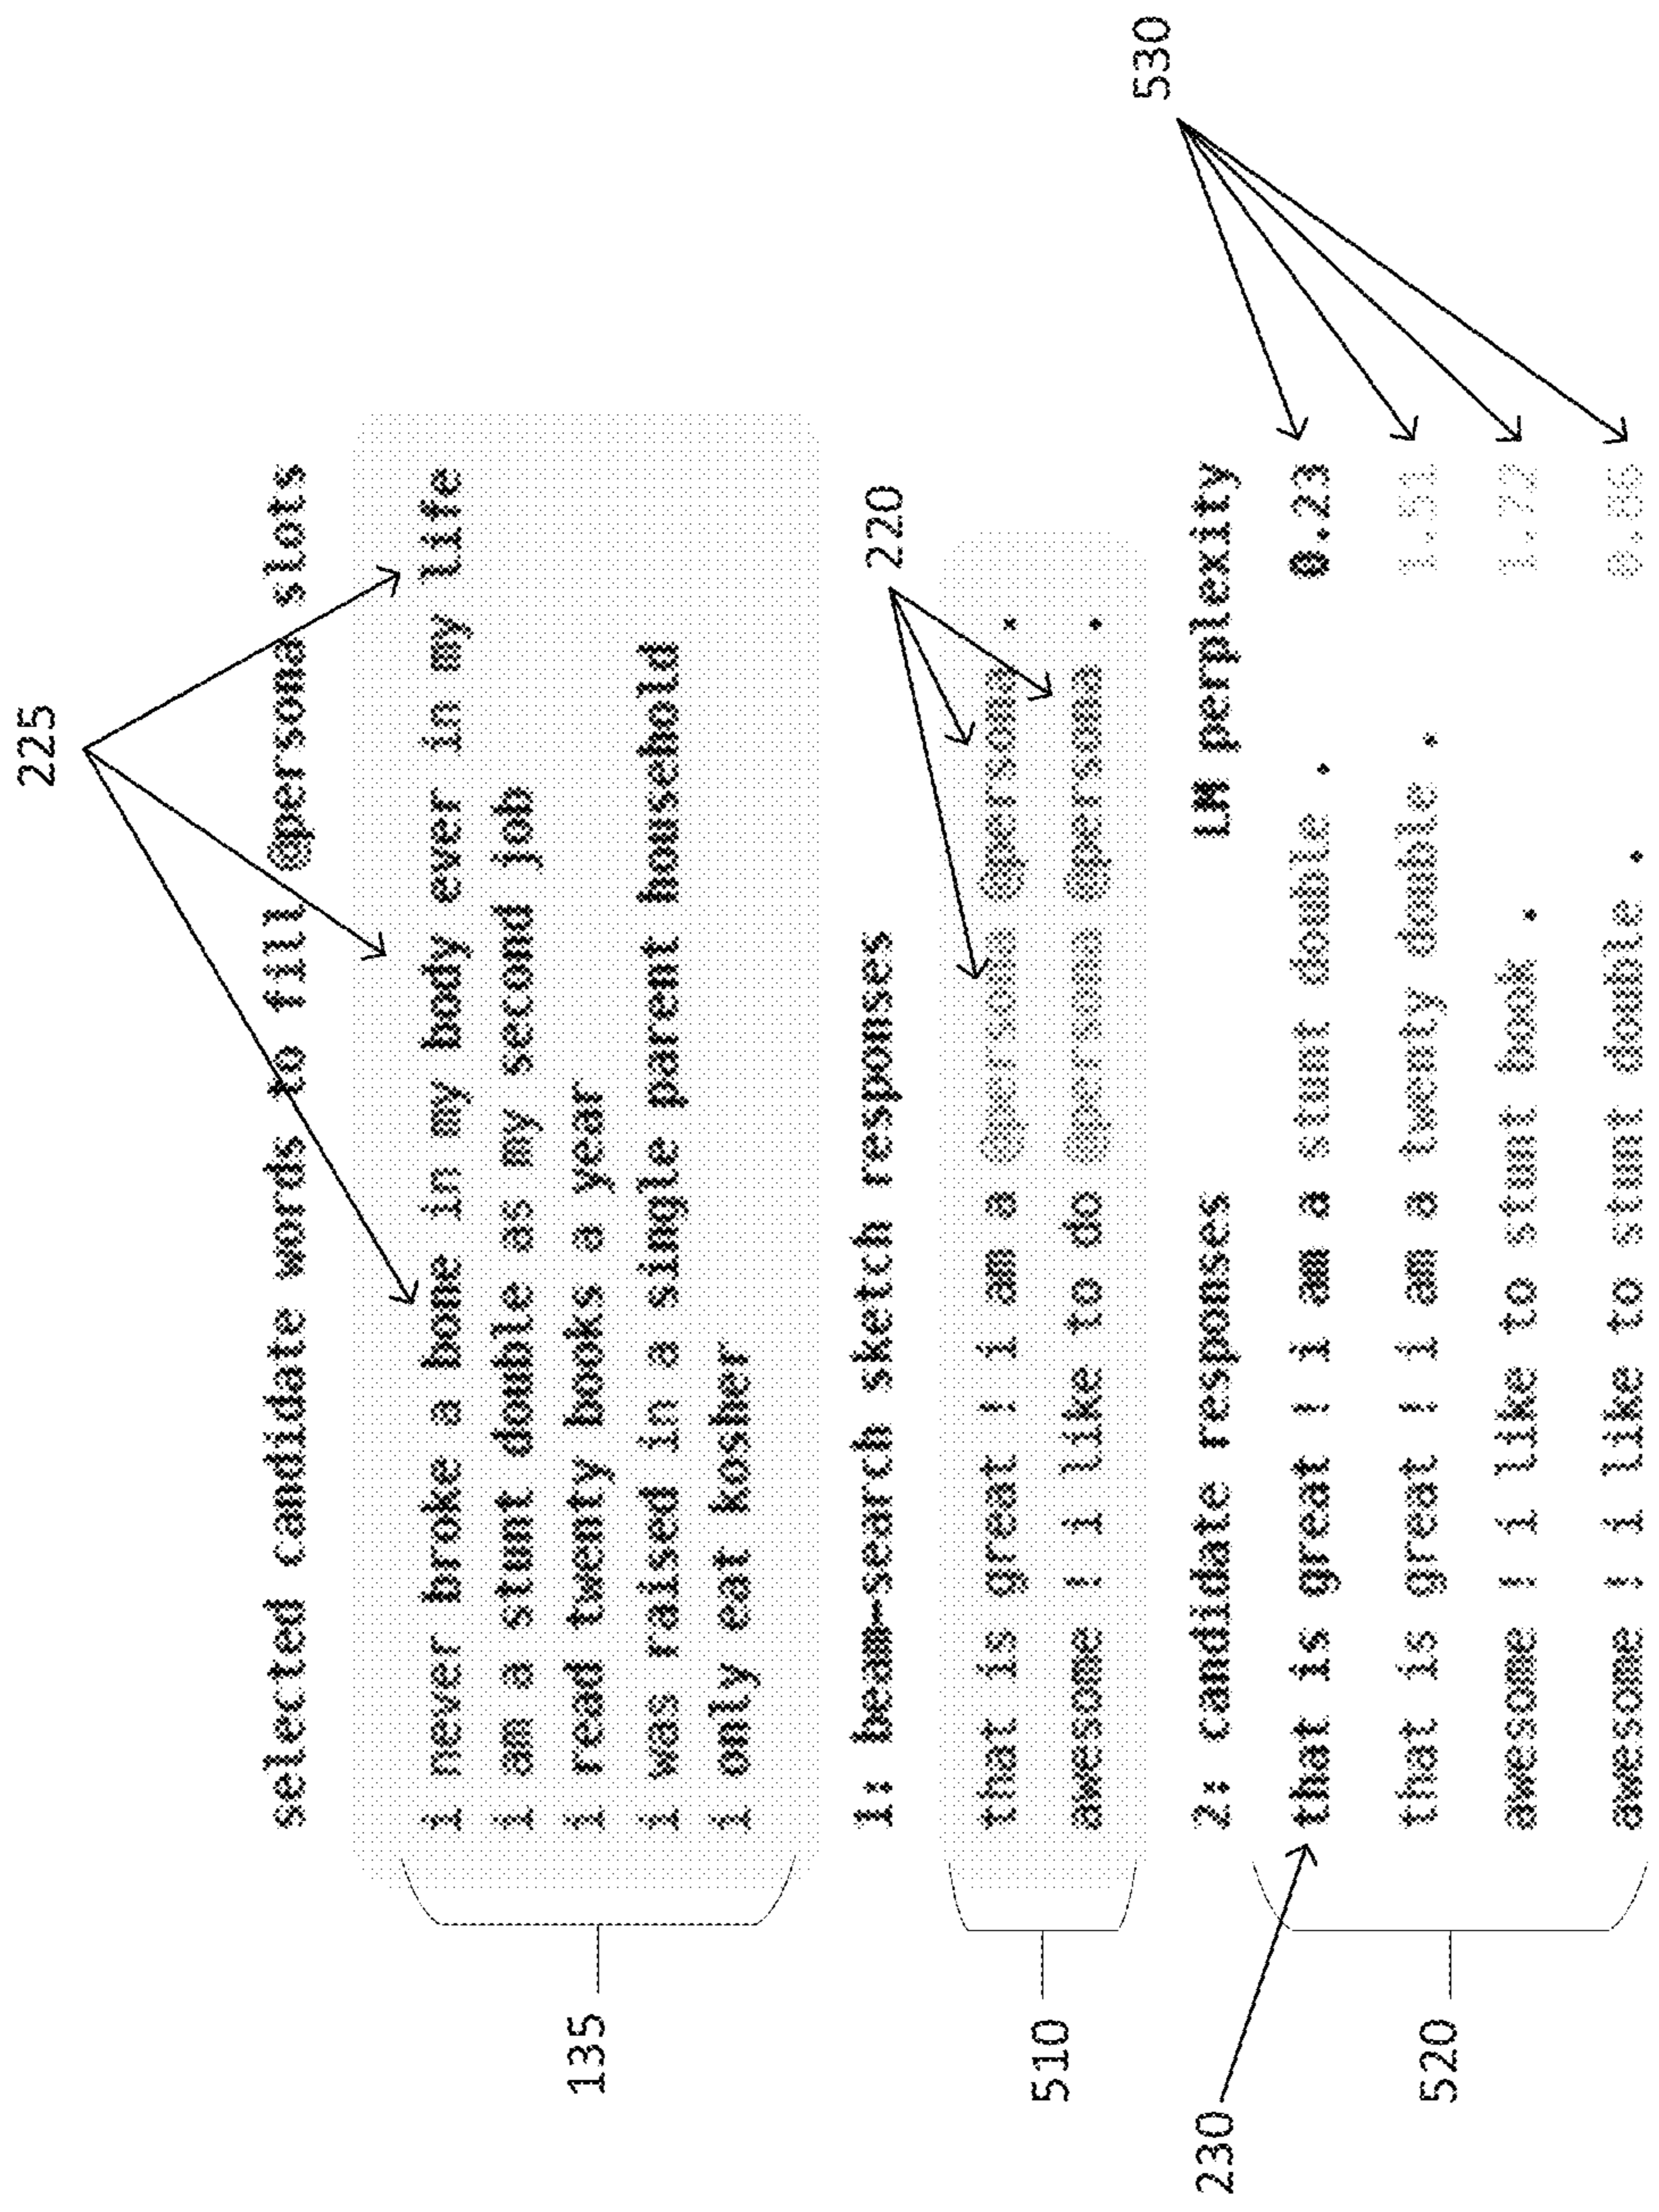 225
selected candidate words to fill @persona slots
135
i never broke a bone in my body ever in my life
i am a stunt double as my second job
i read twenty books a year
i was raised in a single parent household
i only eat kosher
1: beam-search sketch responses
220
510
that is great ! i am a @persona @persona .
awesome ! i like to do @persona @persona .
2: candidate responses LM perplexity
530
230
520
that is great ! i am a stunt double . 0.23
that is great ! i am a twenty double . 1.51
awesome ! i like to stunt book . 1.72
awesome ! i like to stunt double . 0.86